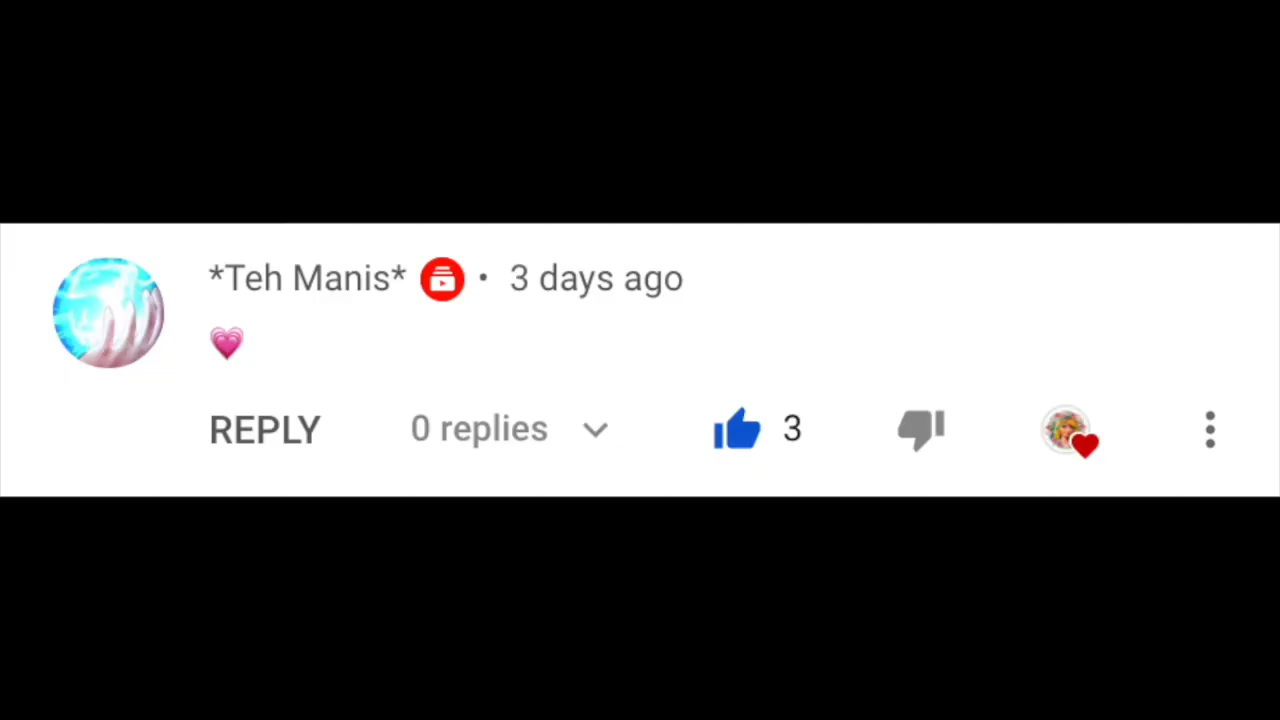 *Teh Manis* • 3 days ago
💗
REPLY 0 replies 3